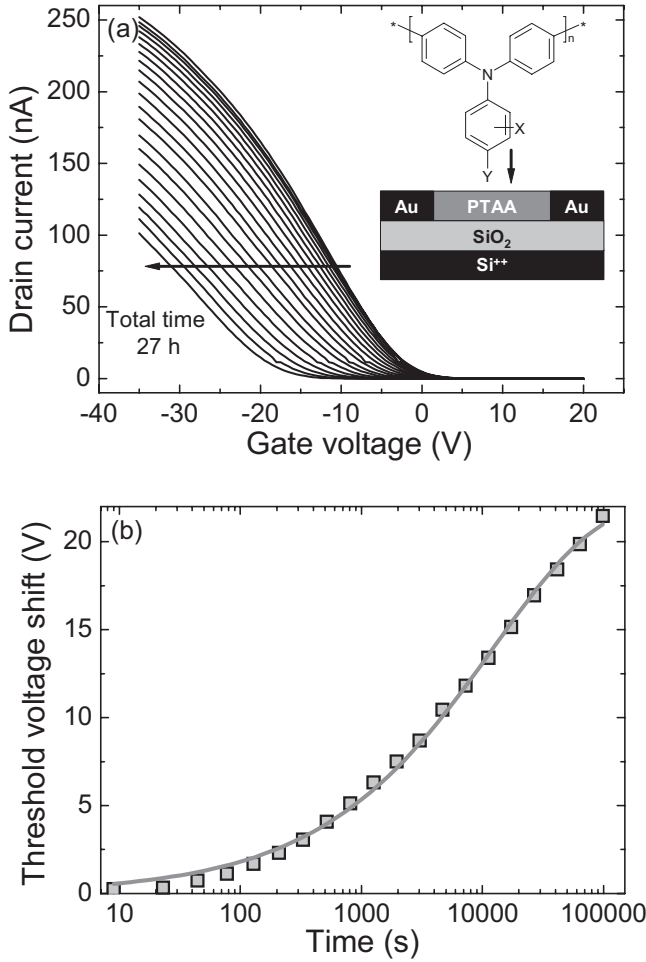 (a)
250
200
150
100
50
0
Drain current (nA)
-40 -30 -20 -10 0 10 20
Gate voltage (V)
Total time
27 h
* [ ]n *
N
X
Y
Au PTAA Au
SiO2
Si++
(b)
20
15
10
5
0
Threshold voltage shift (V)
10 100 1000 10000 100000
Time (s)